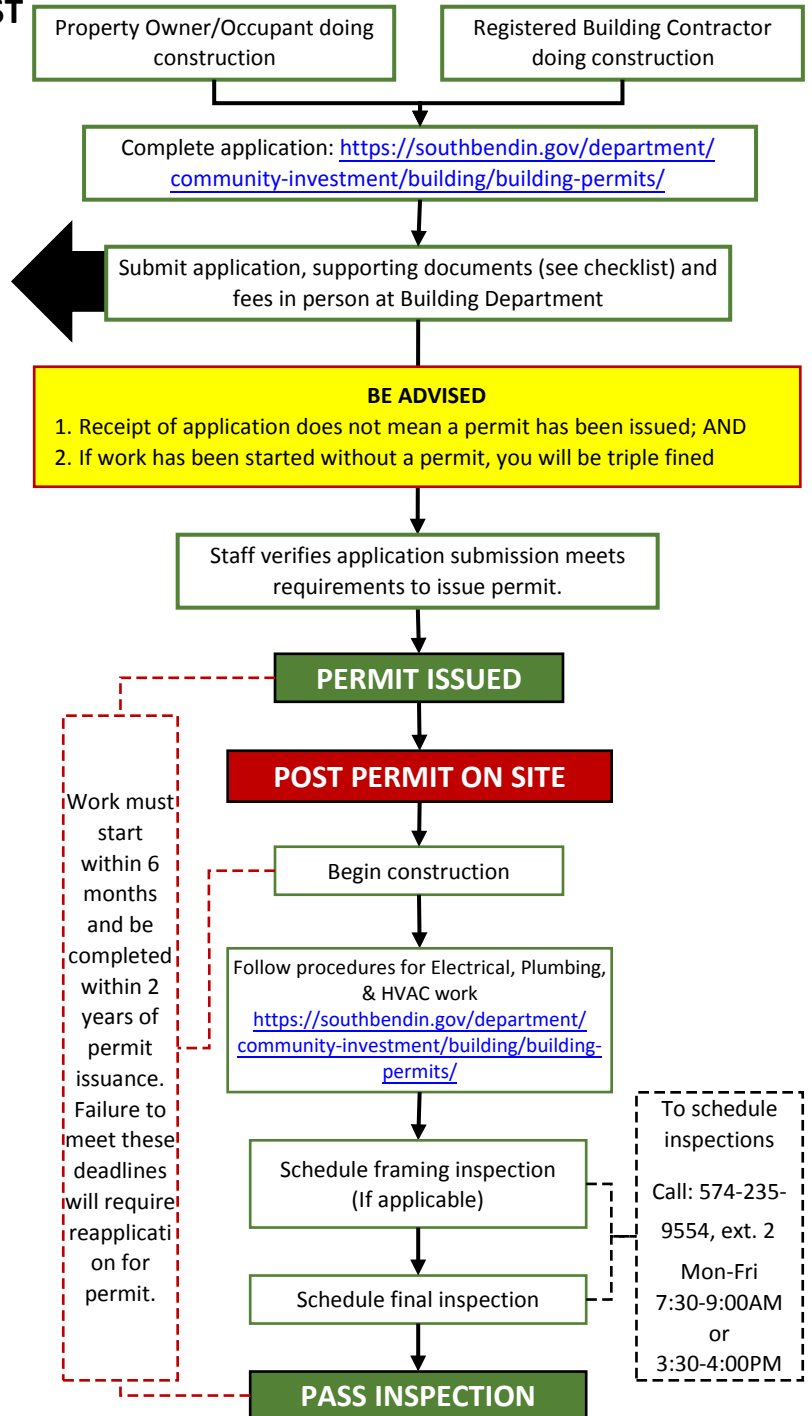 ST
Property Owner/Occupant doing
construction
Registered Building Contractor
doing construction
Complete application: https://southbendin.gov/department/
community-investment/building/building-permits/
Submit application, supporting documents (see checklist) and
fees in person at Building Department
BE ADVISED
1. Receipt of application does not mean a permit has been issued; AND
2. If work has been started without a permit, you will be triple fined
Staff verifies application submission meets
requirements to issue permit.
PERMIT ISSUED
POST PERMIT ON SITE
Work must
start
within 6
months
and be
completed
within 2
years of
permit
issuance.
Failure to
meet these
deadlines
will require
reapplicati
on for
permit.
Begin construction
Follow procedures for Electrical, Plumbing,
& HVAC work
https://southbendin.gov/department/
community-investment/building/building-
permits/
Schedule framing inspection
(If applicable)
Schedule final inspection
To schedule
inspections
Call: 574-235-
9554, ext. 2
Mon-Fri
7:30-9:00AM
or
3:30-4:00PM
PASS INSPECTION